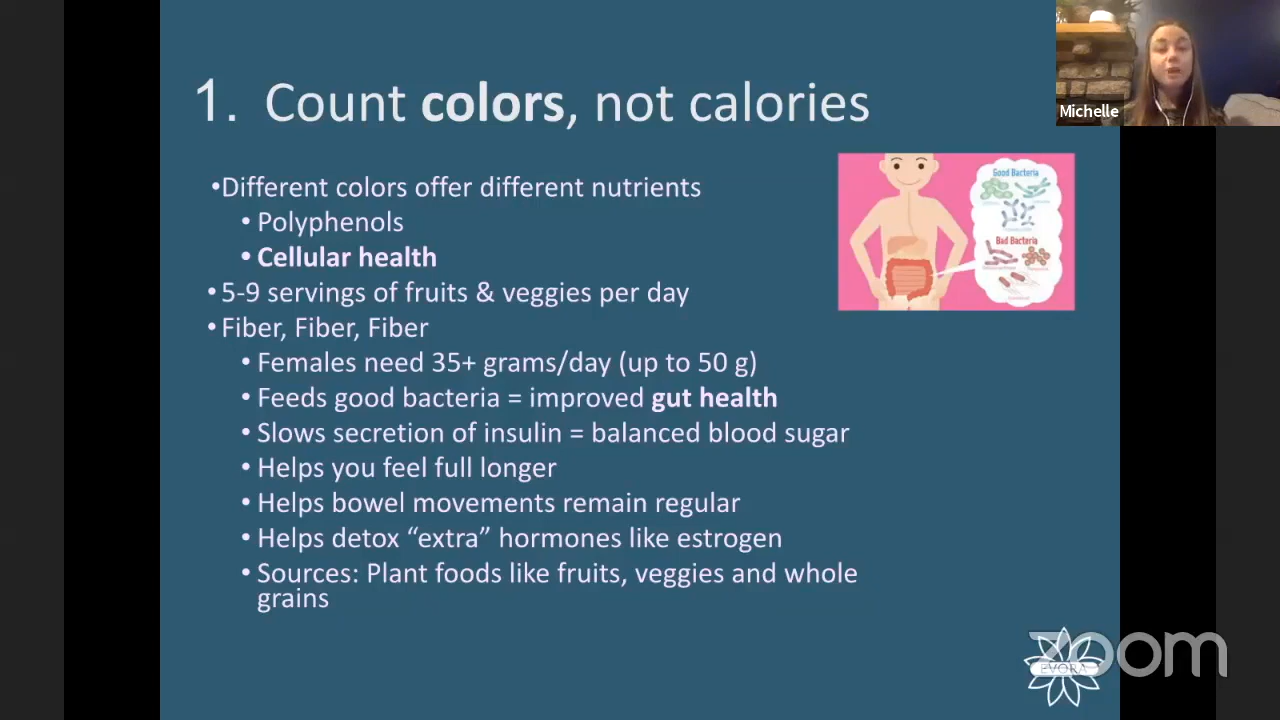 1. Count colors, not calories
Michelle
•Different colors offer different nutrients
• Polyphenols
• Cellular health
• 5-9 servings of fruits & veggies per day
• Fiber, Fiber, Fiber
• Females need 35+ grams/day (up to 50 g)
• Feeds good bacteria = improved gut health
• Slows secretion of insulin = balanced blood sugar
• Helps you feel full longer
• Helps bowel movements remain regular
• Helps detox “extra” hormones like estrogen
• Sources: Plant foods like fruits, veggies and whole
grains
Good Bacteria
Bad Bacteria
zoom
EVORA